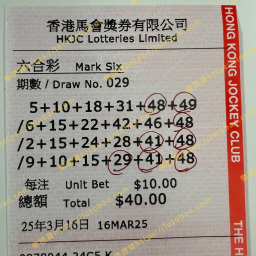 香港馬會獎券有限公司
HKJC Lotteries Limited
六合彩 Mark Six
期數 / Draw No. 029
5+10+18+31+48+49
/6+15+22+42+46+48
/2+15+24+28+41+48
/9+10+15+29+41+48
每注 Unit Bet $10.00
總額 Total $40.00
25年3月16日 16MAR25
HONG KONG JOCKEY CLUB
THE H